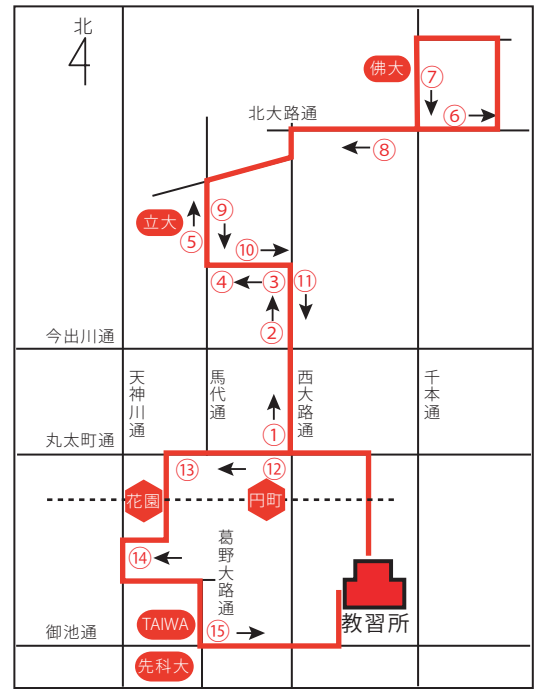 北
4
佛大
⑦
⑥
北大路通
⑧
立大
⑨
⑤
⑩
④
③
⑪
②
今出川通
天神川通
馬代通
西大路通
千本通
①
丸太町通
⑬
⑫
花園
円町
⑭
葛野大路通
教習所
TAIWA
⑮
御池通
先科大